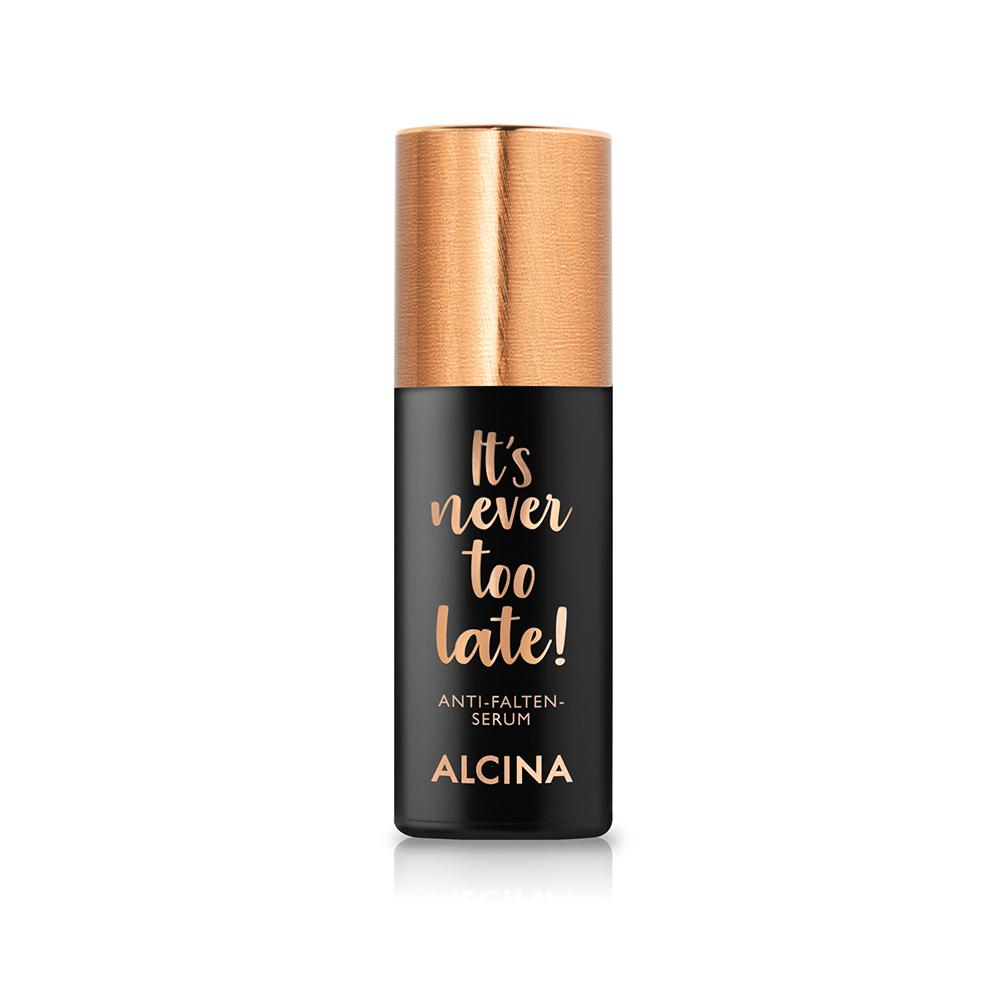 It's
never
too
late!
ANTI-FALTEN-
SERUM
ALCINA